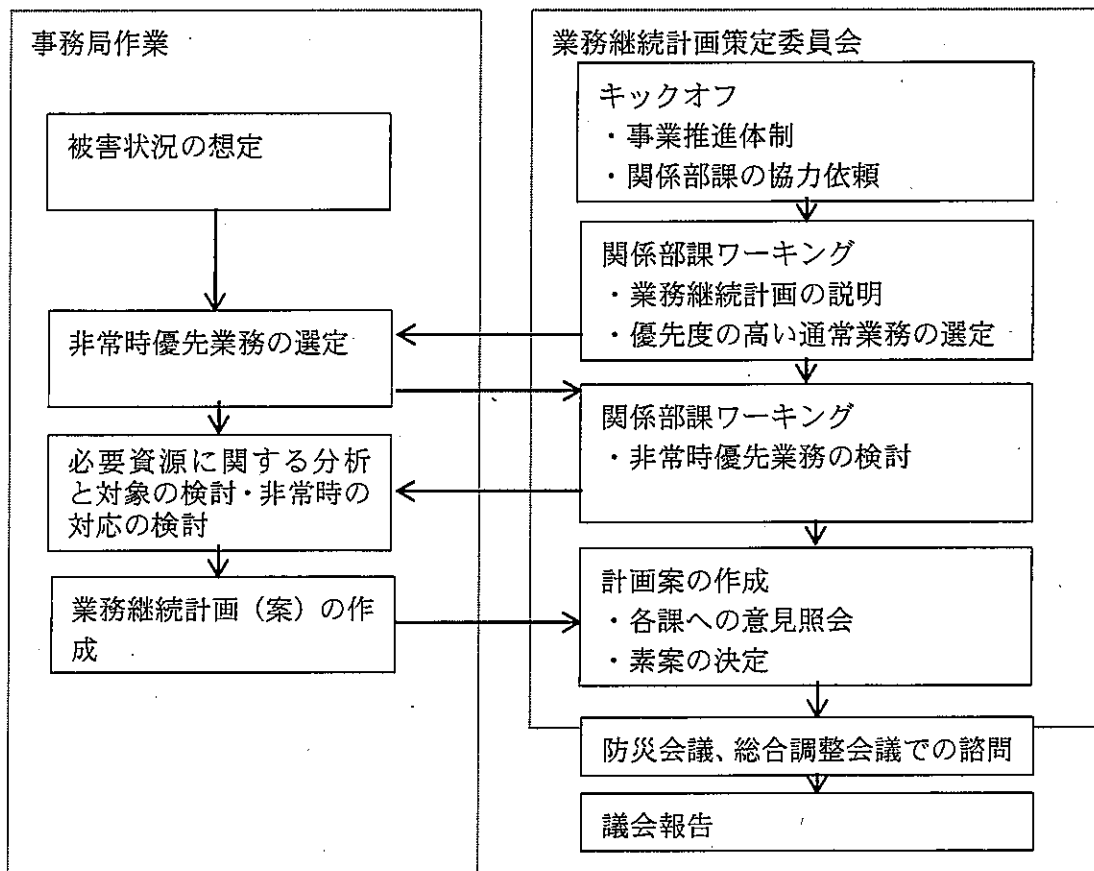 事務局作業
被害状況の想定
非常時優先業務の選定
必要資源に関する分析
と対象の検討・非常時の
対応の検討
業務継続計画（案）の作
成
業務継続計画策定委員会
キックオフ
・事業推進体制
・関係部課の協力依頼
関係部課ワーキング
・業務継続計画の説明
・優先度の高い通常業務の選定
関係部課ワーキング
・非常時優先業務の検討
計画案の作成
・各課への意見照会
・素案の決定
防災会議、総合調整会議での諮問
議会報告